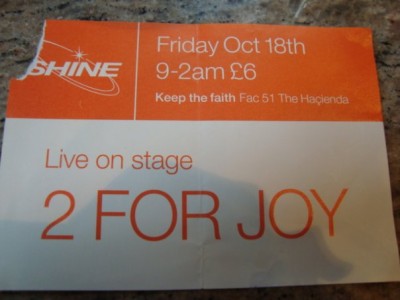 SHINE
Friday Oct 18th
9-2am £6
Keep the faith Fac 51 The Haçienda
Live on stage
2 FOR JOY